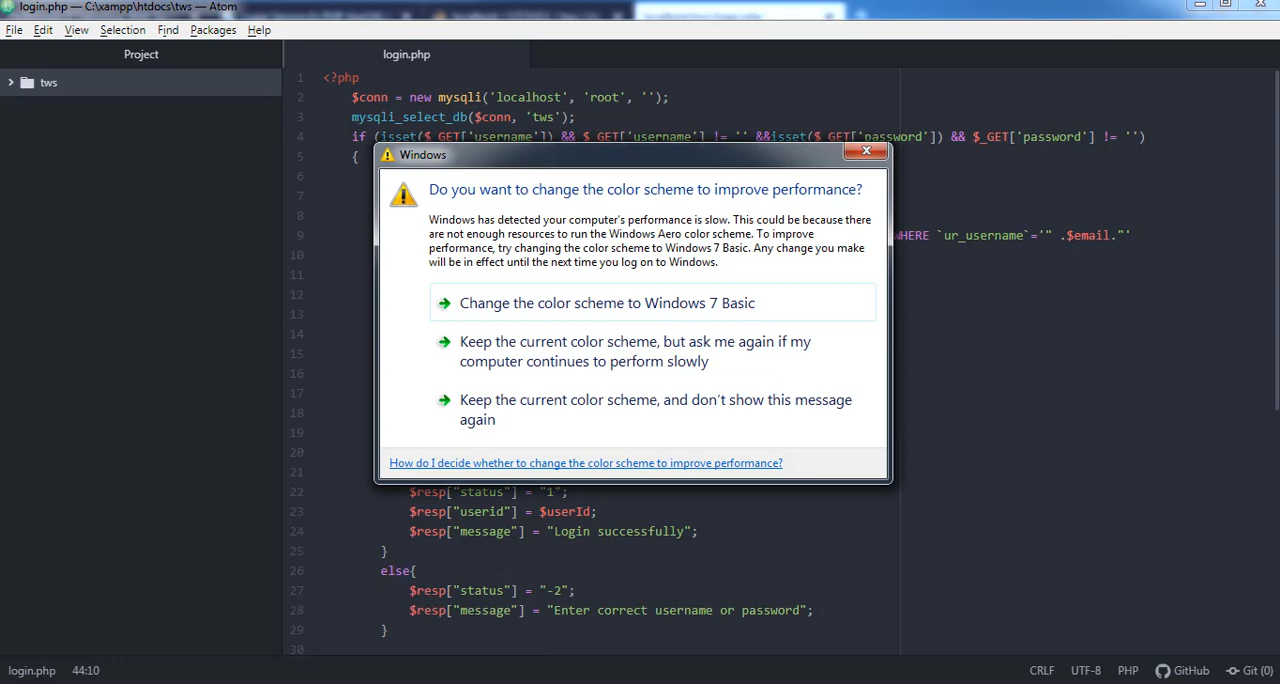 login.php — C:\xampp\htdocs\tws — Atom
File Edit View Selection Find Packages Help
Project
login.php
tws
1 <?php
2 $conn = new mysqli('localhost', 'root', '');
3 mysqli_select_db($conn, 'tws');
4 if (isset($_GET['username']) && $_GET['username'] != '' &&isset($_GET['password']) && $_GET['password'] != '')
5 {
6
7
8
9 WHERE `ur_username`='" .$email."'
10
11
12
13
14
15
16
17
18
19
20
21
22 $resp["status"] = "1";
23 $resp["userid"] = $userId;
24 $resp["message"] = "Login successfully";
25 }
26 else{
27 $resp["status"] = "-2";
28 $resp["message"] = "Enter correct username or password";
29 }
30
Windows
Do you want to change the color scheme to improve performance?
Windows has detected your computer's performance is slow. This could be because there
are not enough resources to run the Windows Aero color scheme. To improve
performance, try changing the color scheme to Windows 7 Basic. Any change you make
will be in effect until the next time you log on to Windows.
Change the color scheme to Windows 7 Basic
Keep the current color scheme, but ask me again if my
computer continues to perform slowly
Keep the current color scheme, and don't show this message
again
How do I decide whether to change the color scheme to improve performance?
login.php 44:10 CRLF UTF-8 PHP GitHub Git (0)